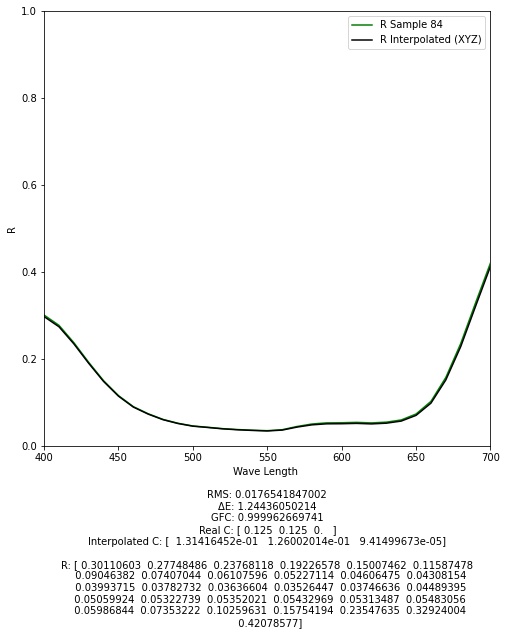 1.0
R Sample 84
R Interpolated (XYZ)
0.8
0.6
R
0.4
0.2
0.0
400 450 500 550 600 650 700
Wave Length
RMS: 0.0176541847002
ΔE: 1.24436050214
GFC: 0.999962669741
Real C: [ 0.125  0.125  0.   ]
Interpolated C: [  1.31416452e-01   1.26002014e-01   9.41499673e-05]
R: [ 0.30110603  0.27748486  0.23768118  0.19226578  0.15007462  0.11587478
0.09046382  0.07407044  0.06107596  0.05227114  0.04606475  0.04308154
0.03993715  0.03782732  0.03636604  0.03526447  0.03746636  0.04489395
0.05059924  0.05322739  0.05352021  0.05432969  0.05313487  0.05483056
0.05986844  0.07353222  0.10259631  0.15754194  0.23547635  0.32924004
0.42078577]